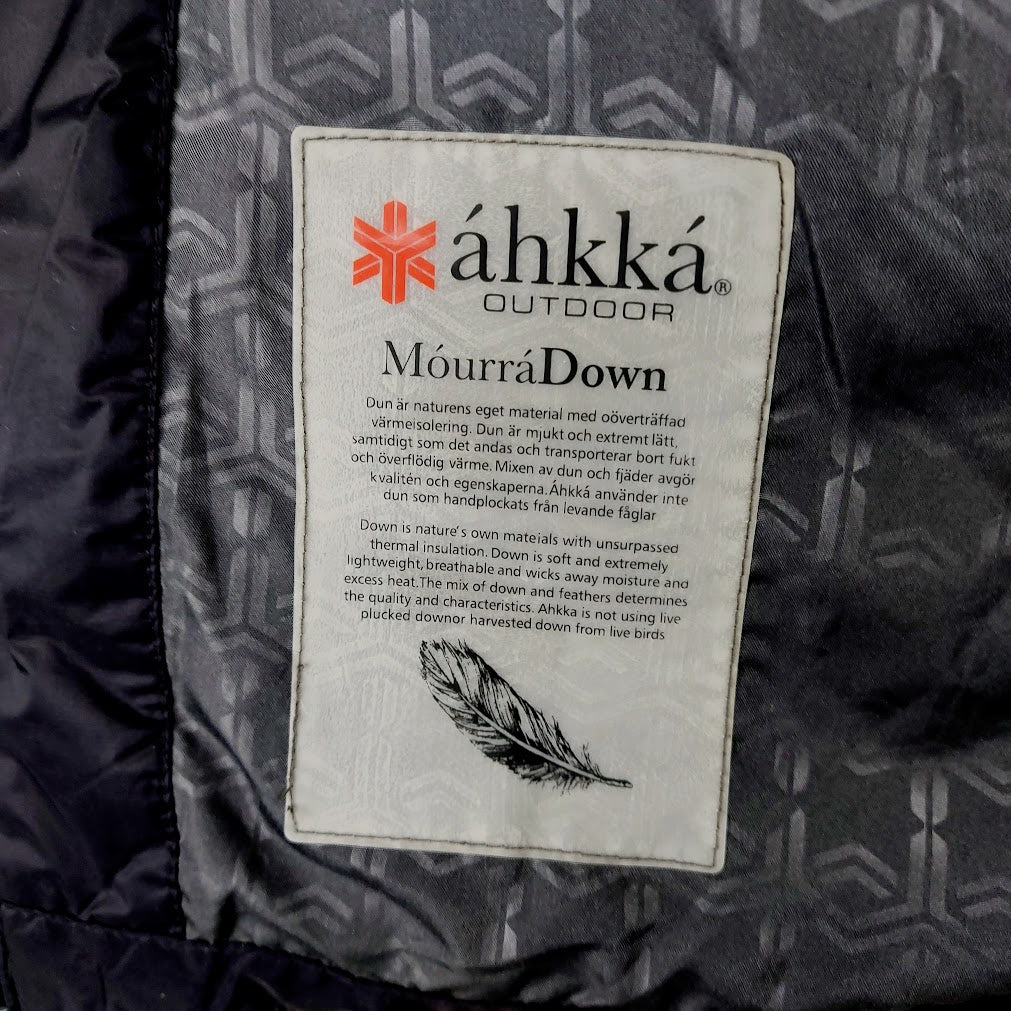 áhkká®
OUTDOOR
MóurráDown
Dun är naturens eget material med oöverträffad
värmeisolering. Dun är mjukt och extremt lätt,
samtidigt som det andas och transporterar bort fukt
och överflödig värme. Mixen av dun och fjäder avgör
kvalitén och egenskaperna. Áhkká använder inte
dun som handplockats från levande fåglar
Down is nature's own mateials with unsurpassed
thermal insulation. Down is soft and extremely
lightweight, breathable and wicks away moisture and
excess heat. The mix of down and feathers determines
the quality and characteristics. Ahkka is not using live
plucked downor harvested down from live birds